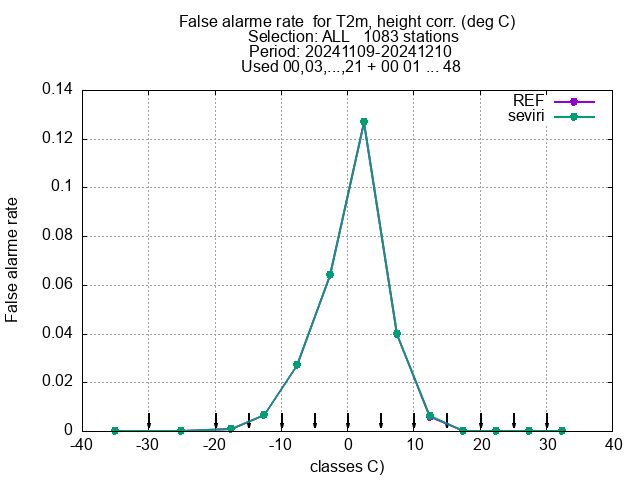 False alarme rate  for T2m, height corr. (deg C)
Selection: ALL   1083 stations
Period: 20241109-20241210
Used 00,03,...,21 + 00 01 ... 48
REF
seviri
0.14
0.12
0.1
0.08
0.06
0.04
0.02
0
False alarme rate
-40 -30 -20 -10 0 10 20 30 40
classes C)